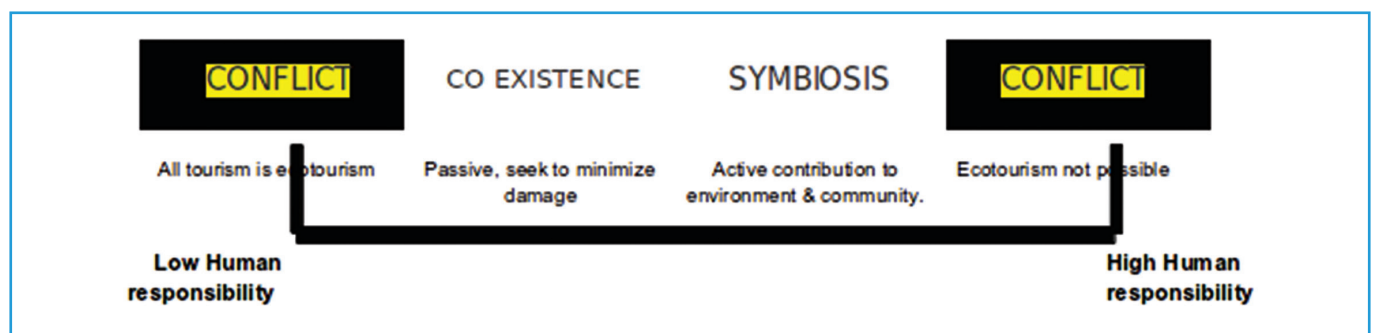 CONFLICT
CO EXISTENCE
SYMBIOSIS
CONFLICT
All tourism is ecotourism
Passive, seek to minimize
damage
Active contribution to
environment & community.
Ecotourism not possible
Low Human
responsibility
High Human
responsibility